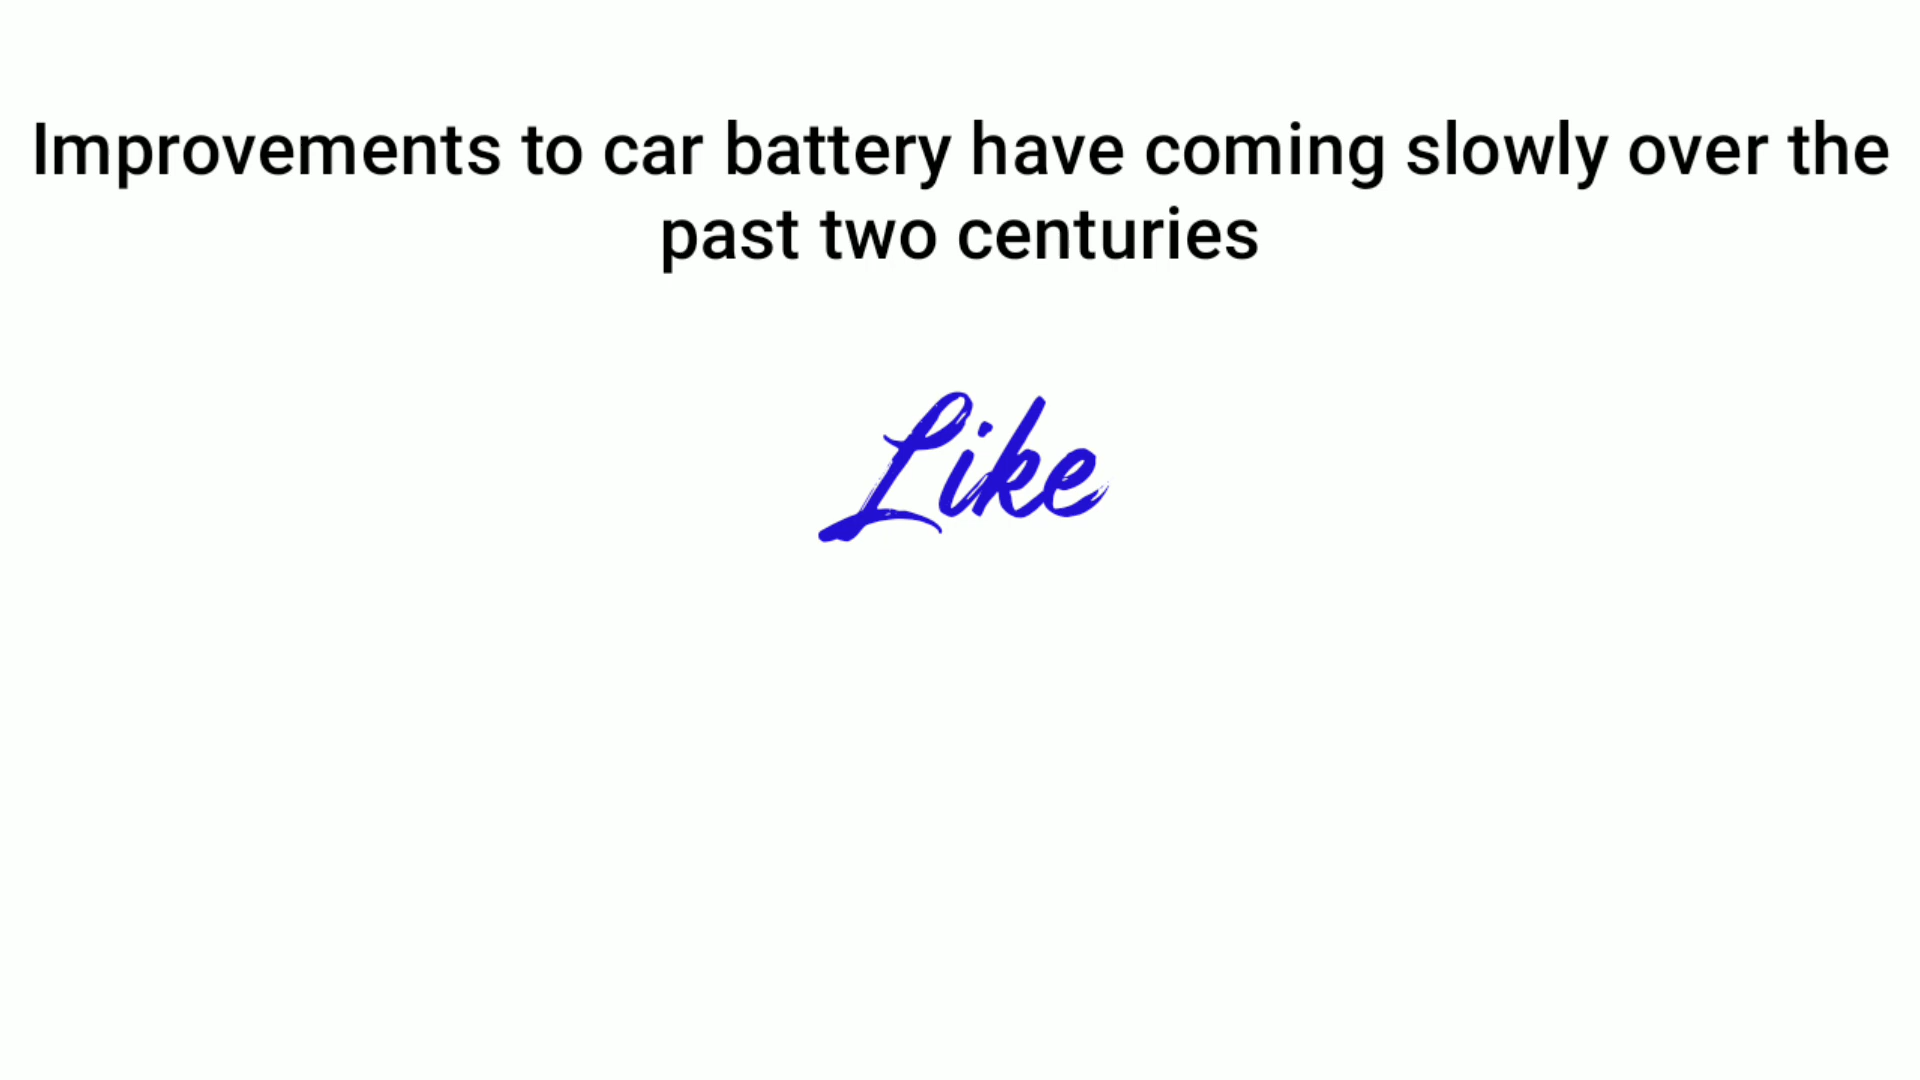 Improvements to car battery have coming slowly over the
past two centuries
Like